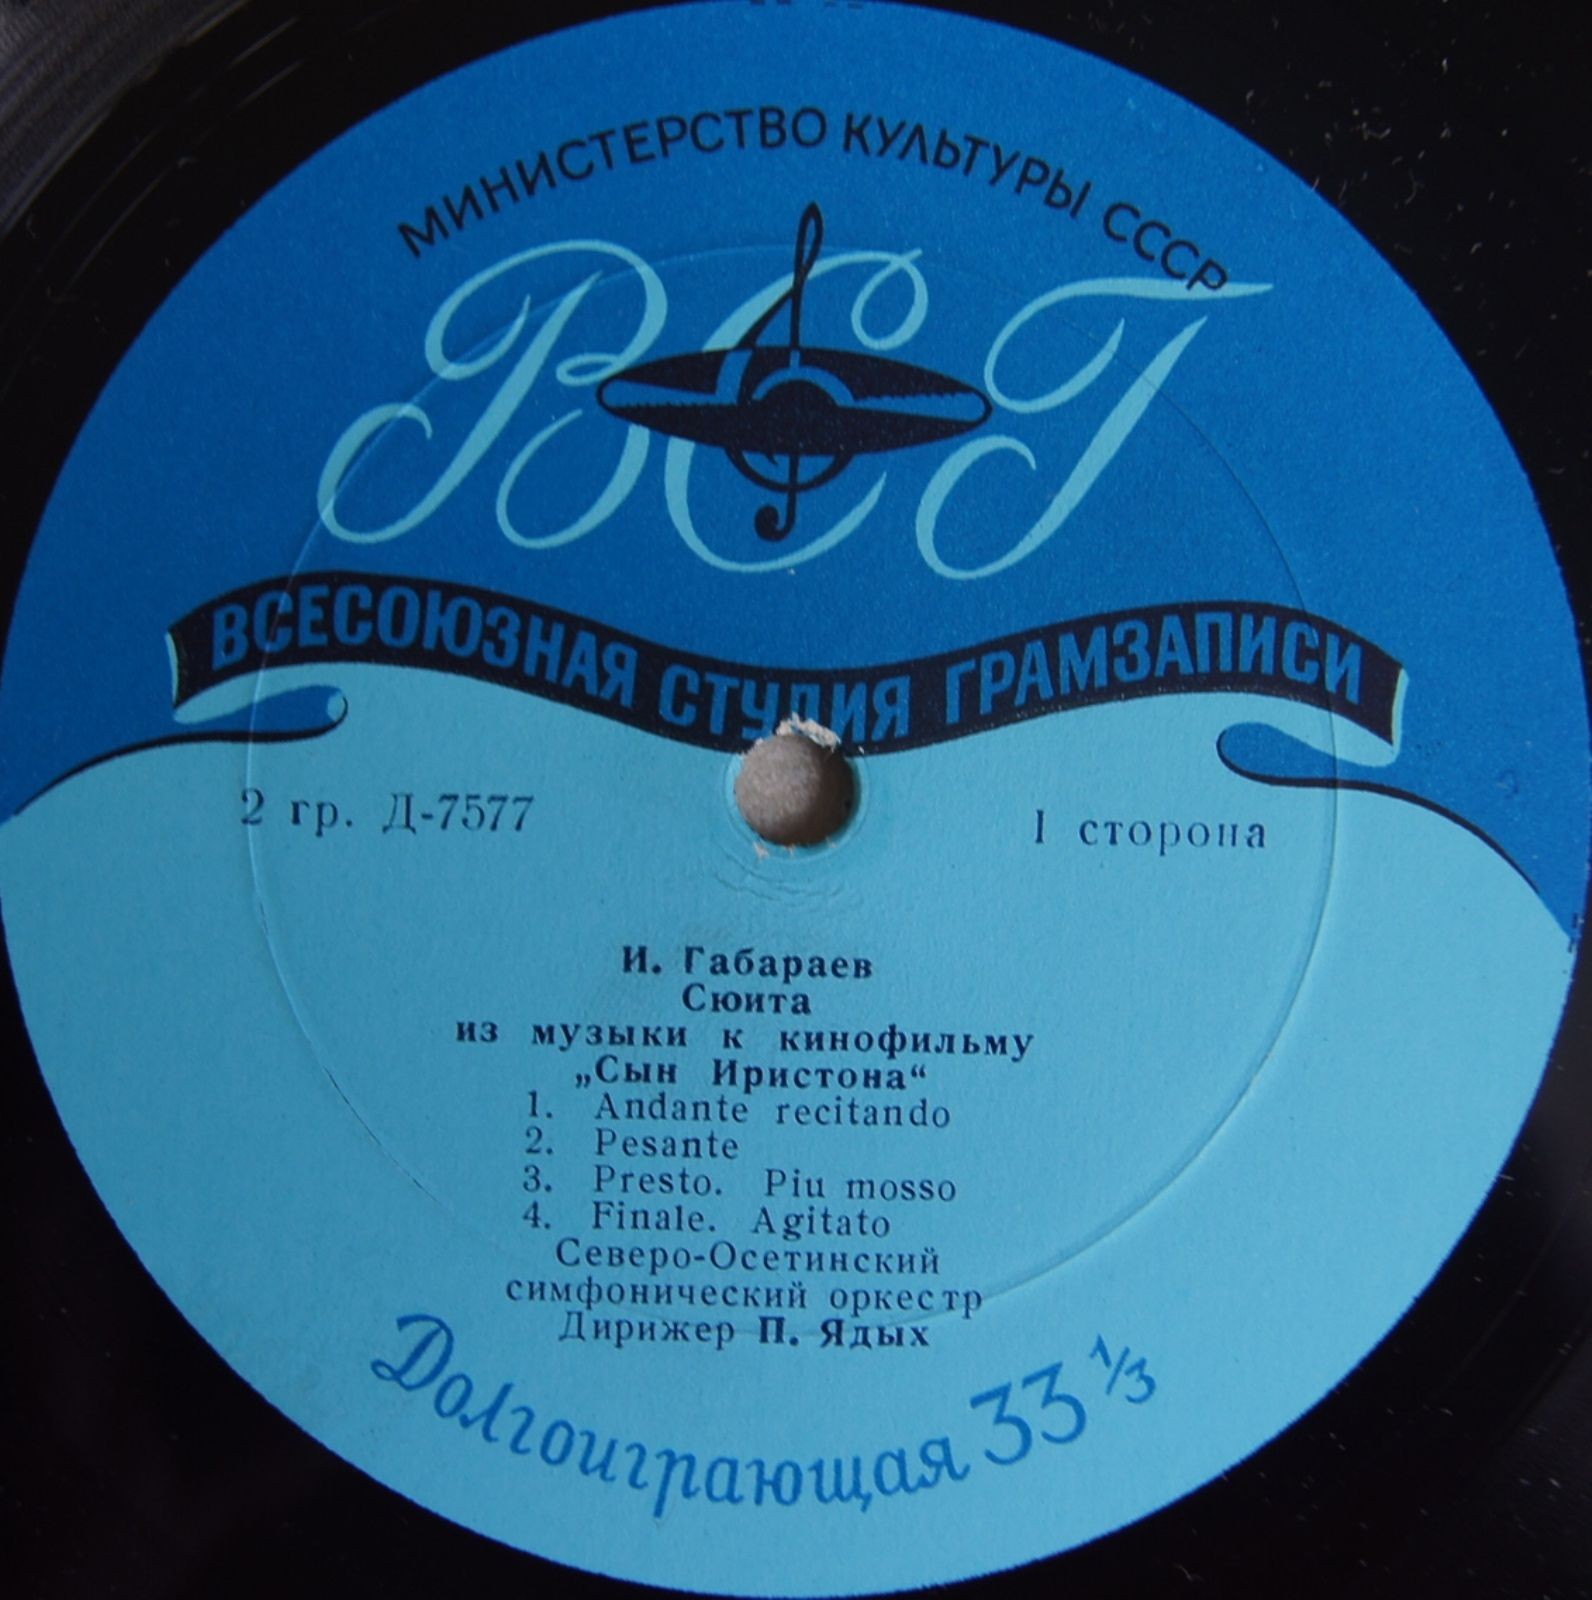 МИНИСТЕРСТВО КУЛЬТУРЫ СССР
ВСГ
ВСЕСОЮЗНАЯ СТУДИЯ ГРАМЗАПИСИ
2 гр. Д-7577
1 сторона
И. Габараев
Сюита
из музыки к кинофильму
„Сын Иристона“
1. Andante recitando
2. Pesante
3. Presto. Piu mosso
4. Finale. Agitato
Северо-Осетинский
симфонический оркестр
Дирижер П. Ядых
Долгоиграющая 33 1/3